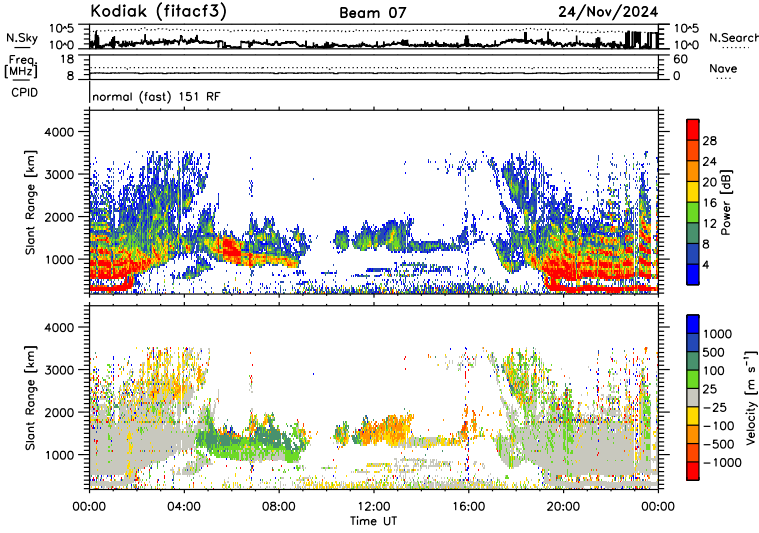 Kodiak (fitacf3) Beam 07 24/Nov/2024
N.Sky 10^5 10^0 10^5 10^0 N.Search
Freq. [MHz] 18 8 60 0 Nave
CPID normal (fast) 151 RF
Slant Range [km] 4000 3000 2000 1000
Power [dB] 28 24 20 16 12 8 4
Slant Range [km] 4000 3000 2000 1000
Velocity [m s^-1] 1000 500 100 25 -25 -100 -500 -1000
00:00 04:00 08:00 12:00 16:00 20:00 00:00
Time UT